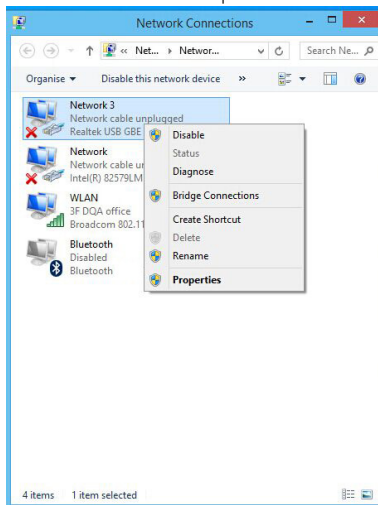 Network Connections
« Net... Networ...
Search Ne...
Organise
Disable this network device
»
Network 3
Network cable unplugged
Realtek USB GBE
Network
Network cable
Intel(R) 82579LM
WLAN
3F DQA office
Broadcom 802.11
Bluetooth
Disabled
Bluetooth
Disable
Status
Diagnose
Bridge Connections
Create Shortcut
Delete
Rename
Properties
4 items 1 item selected